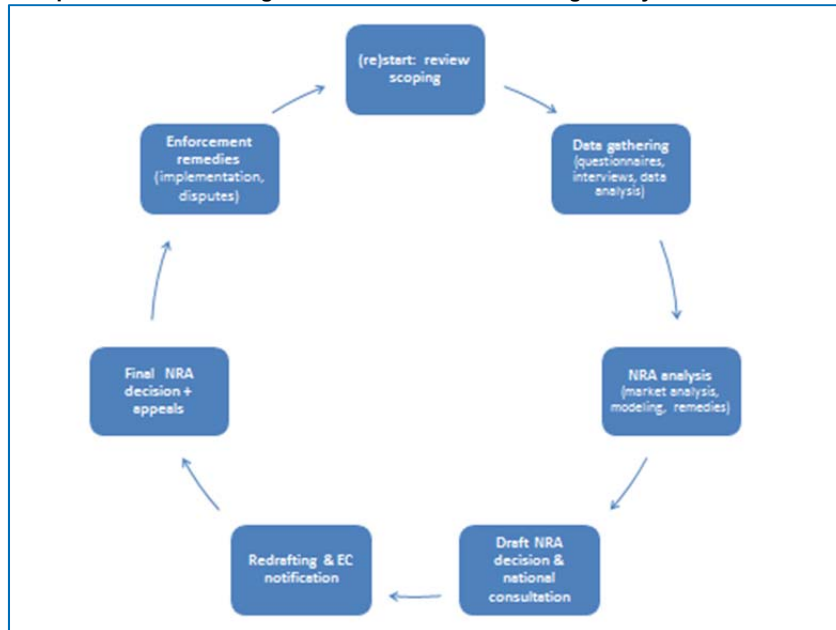 (re)start: review
scoping
Data gathering
(questionnaires,
interviews, data
analysis)
NRA analysis
(market analysis,
modeling, remedies)
Draft NRA
decision &
national
consultation
Redrafting & EC
notification
Final NRA
decision +
appeals
Enforcement
remedies
(implementation,
disputes)